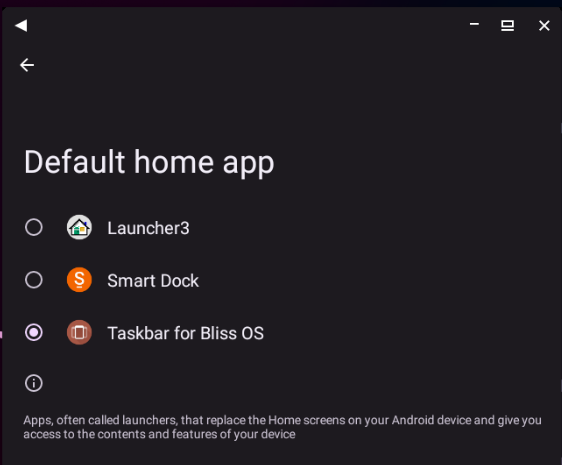 Default home app
Launcher3
Smart Dock
Taskbar for Bliss OS
Apps, often called launchers, that replace the Home screens on your Android device and give you
access to the contents and features of your device